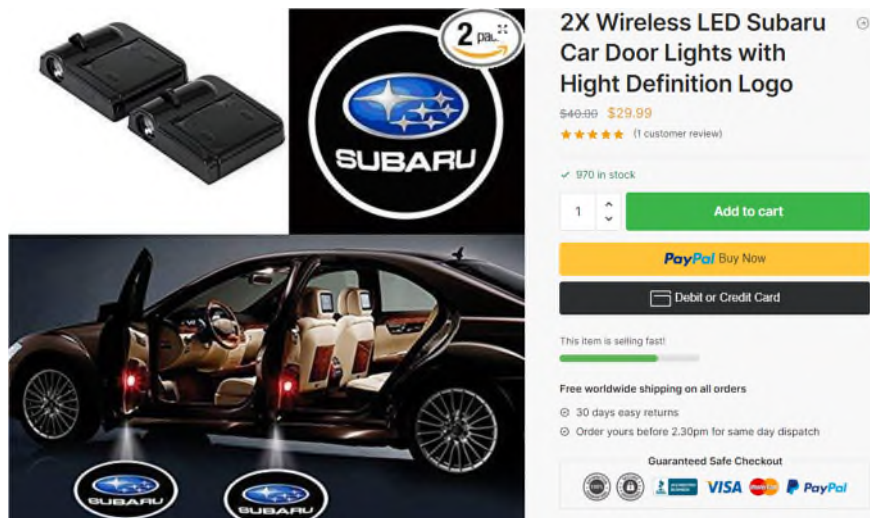 2 pac
SUBARU
SUBARU
SUBARU
2X Wireless LED Subaru
Car Door Lights with
Hight Definition Logo
$40.00 $29.99
(1 customer review)
970 in stock
1
Add to cart
PayPal Buy Now
Debit or Credit Card
This item is selling fast!
Free worldwide shipping on all orders
30 days easy returns
Order yours before 2.30pm for same day dispatch
Guaranteed Safe Checkout
VISA
PayPal